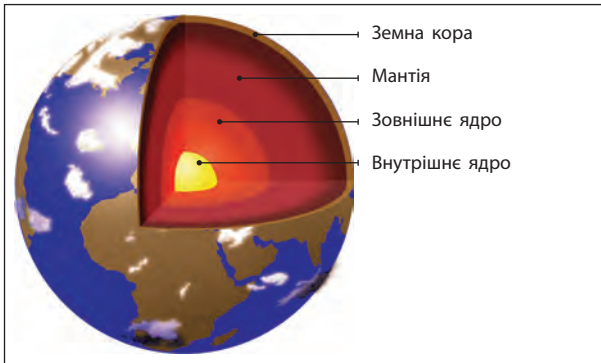 Земна кора
Мантія
Зовнішнє ядро
Внутрішнє ядро